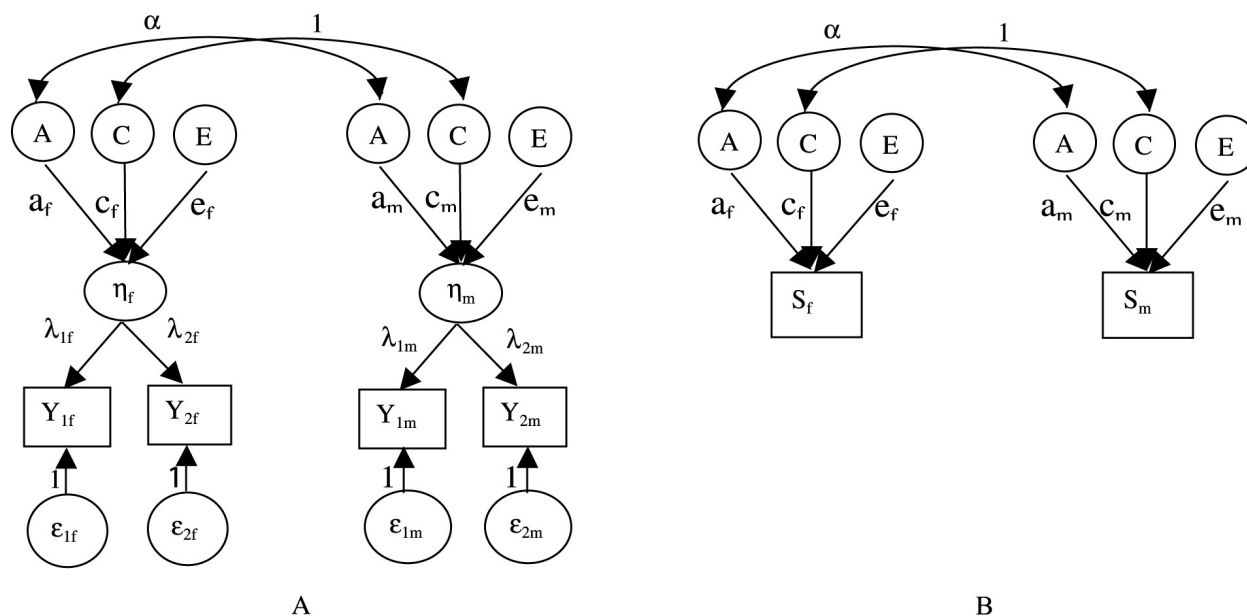 α 1 α 1
A C E A C E A C E A C E
a_f c_f e_f a_m c_m e_m a_f c_f e_f a_m c_m e_m
η_f η_m S_f S_m
λ_1f λ_2f λ_1m λ_2m
Y_1f Y_2f Y_1m Y_2m
1 1 1 1
ε_1f ε_2f ε_1m ε_2m
A B